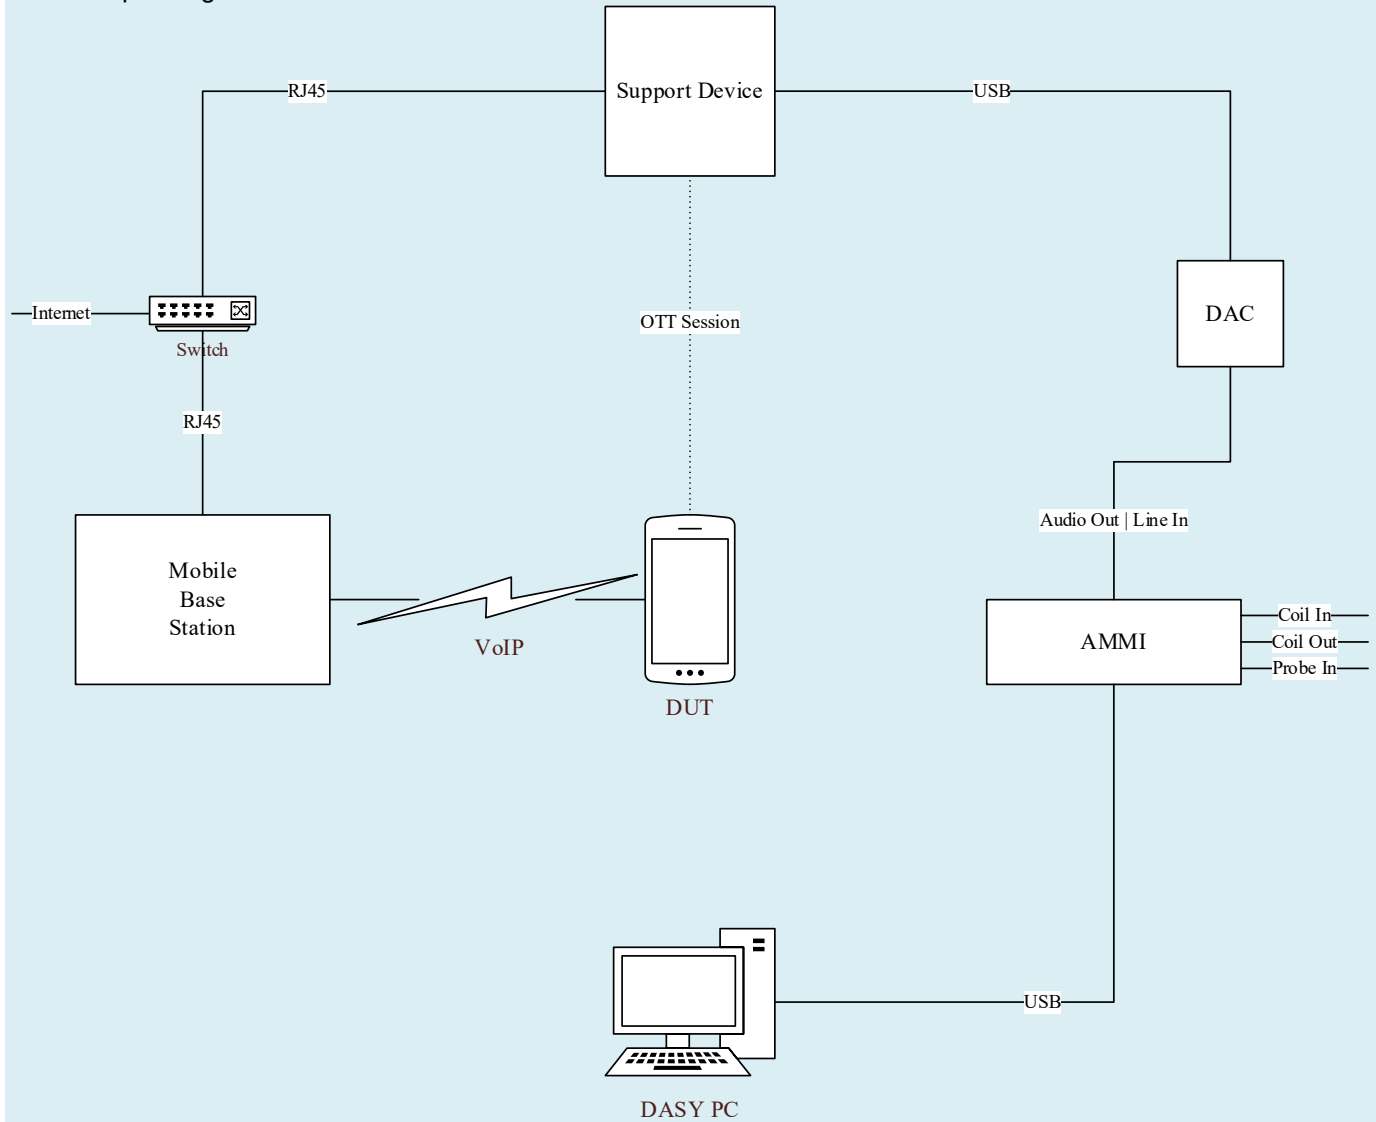 Support Device
RJ45
USB
Internet
Switch
OTT Session
DAC
RJ45
Audio Out | Line In
Mobile
Base
Station
VoIP
DUT
AMMI
Coil In
Coil Out
Probe In
USB
DASY PC